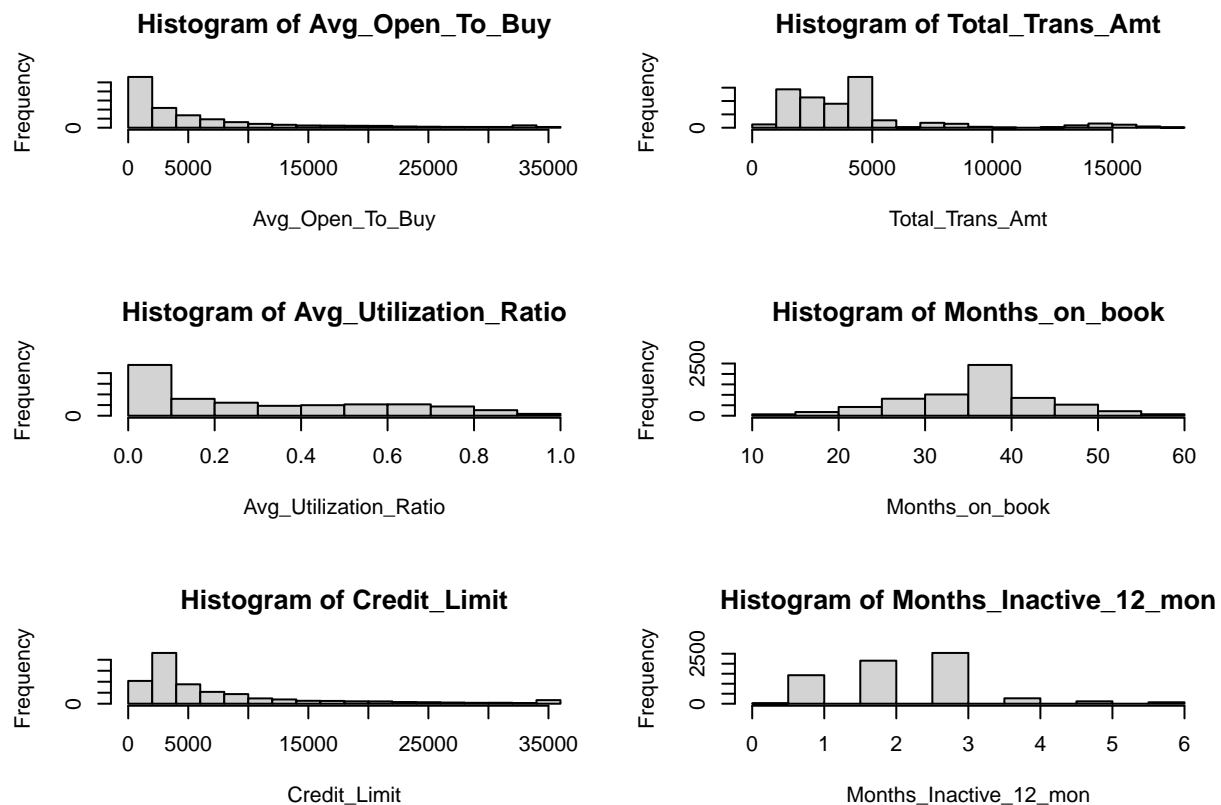 Histogram of Avg_Open_To_Buy
Frequency
0
0 5000 15000 25000 35000
Avg_Open_To_Buy
Histogram of Total_Trans_Amt
Frequency
0
0 5000 10000 15000
Total_Trans_Amt
Histogram of Avg_Utilization_Ratio
Frequency
0
0.0 0.2 0.4 0.6 0.8 1.0
Avg_Utilization_Ratio
Histogram of Months_on_book
Frequency
0 2500
10 20 30 40 50 60
Months_on_book
Histogram of Credit_Limit
Frequency
0
0 5000 15000 25000 35000
Credit_Limit
Histogram of Months_Inactive_12_mon
Frequency
0 2500
0 1 2 3 4 5 6
Months_Inactive_12_mon